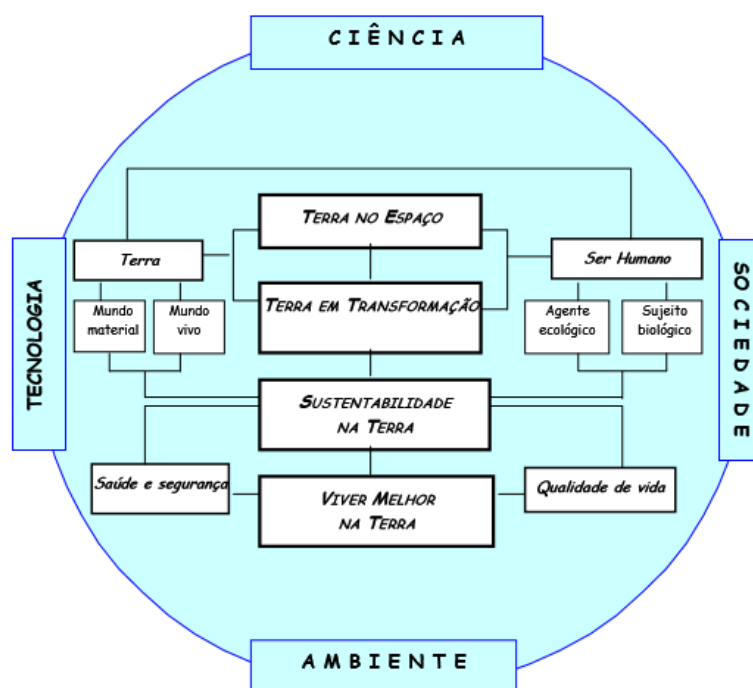 CIÊNCIA
TERRA NO ESPAÇO
Terra
Ser Humano
TERRA EM TRANSFORMAÇÃO
Mundo
material
Mundo
vivo
Agente
ecológico
Sujeito
biológico
TECNOLOGIA
SOCIEDADE
SUSTENTABILIDADE
NA TERRA
Saúde e segurança
Qualidade de vida
VIVER MELHOR
NA TERRA
AMBIENTE